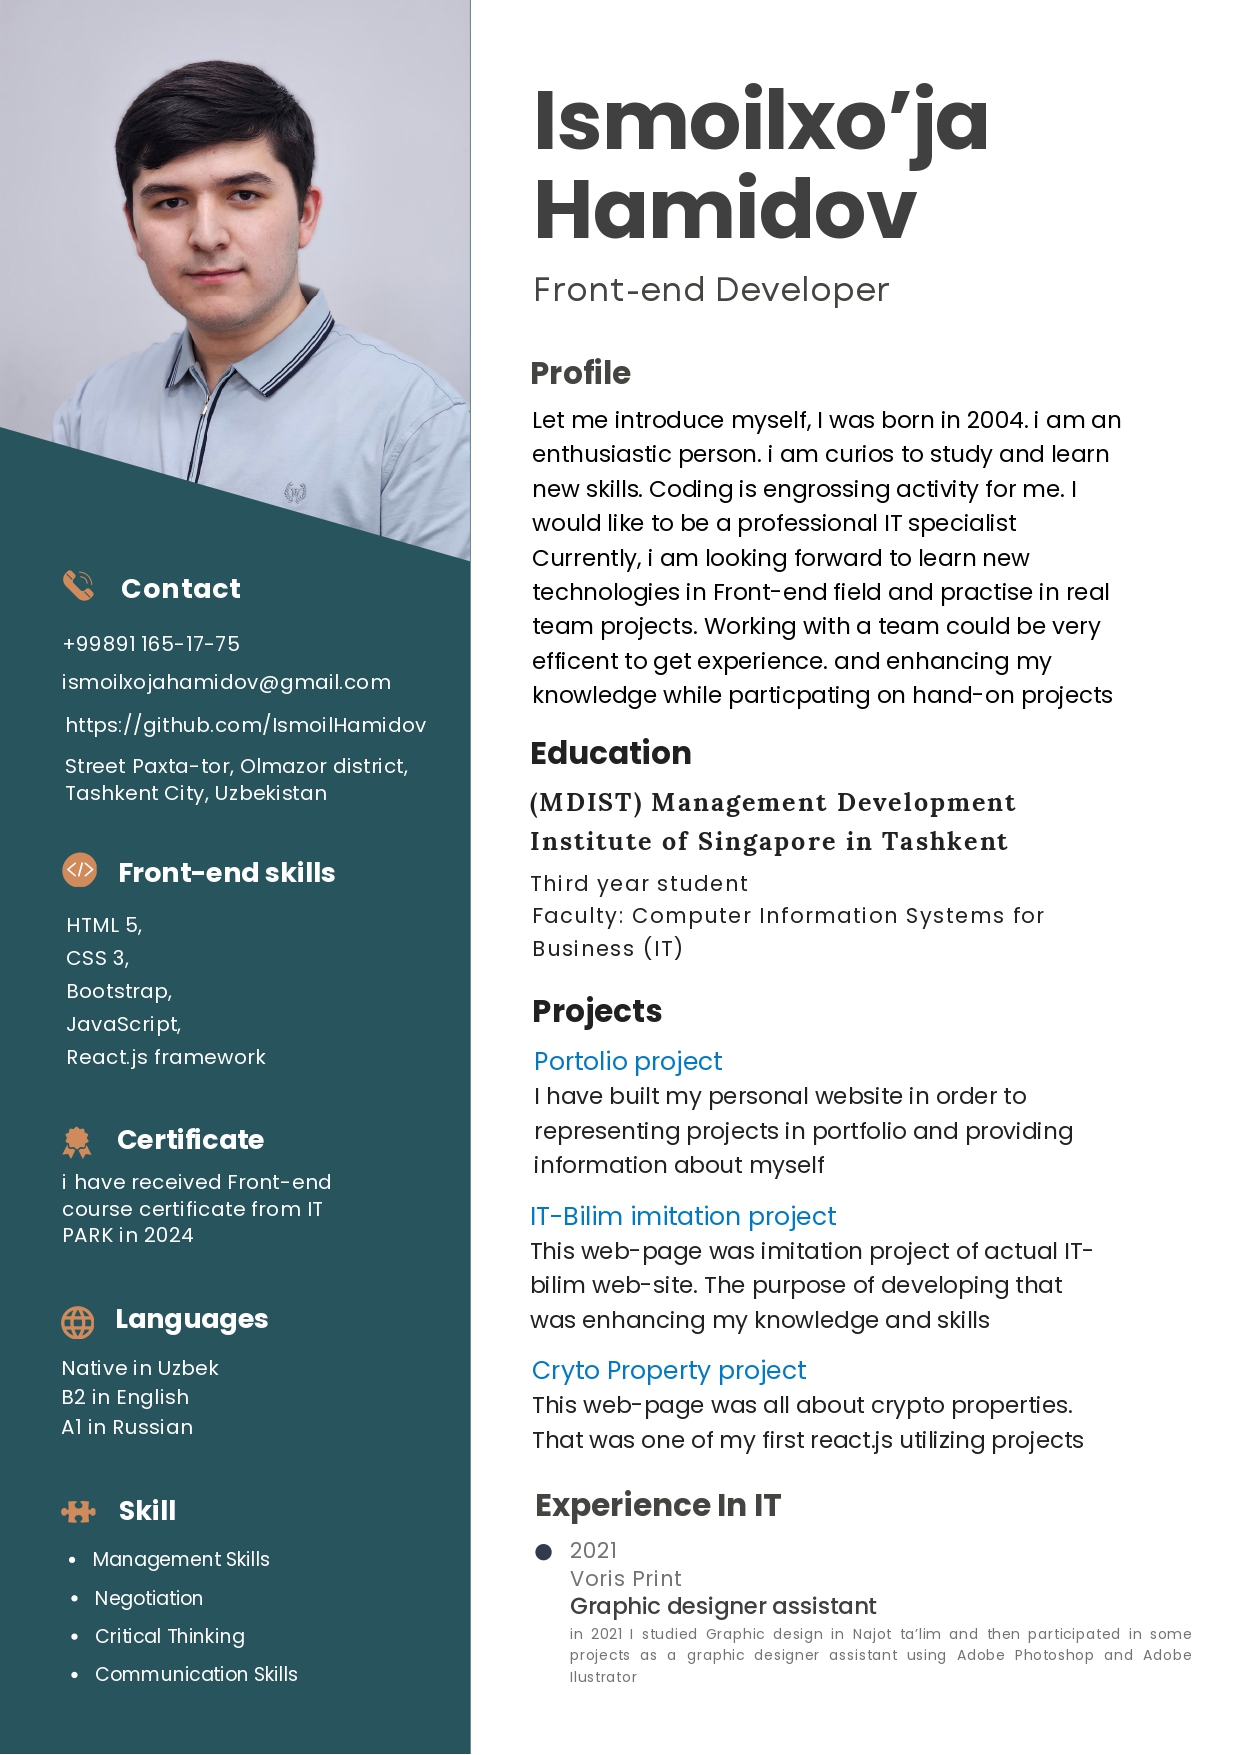 Ismoilxo’ja
Hamidov
Front-end Developer
Profile
Let me introduce myself, I was born in 2004. i am an
enthusiastic person. i am curios to study and learn
new skills. Coding is engrossing activity for me. I
would like to be a professional IT specialist
Currently, i am looking forward to learn new
technologies in Front-end field and practise in real
team projects. Working with a team could be very
efficent to get experience. and enhancing my
knowledge while particpating on hand-on projects
Education
(MDIST) Management Development
Institute of Singapore in Tashkent
Third year student
Faculty: Computer Information Systems for
Business (IT)
Projects
Portolio project
I have built my personal website in order to
representing projects in portfolio and providing
information about myself
IT-Bilim imitation project
This web-page was imitation project of actual IT-
bilim web-site. The purpose of developing that
was enhancing my knowledge and skills
Cryto Property project
This web-page was all about crypto properties.
That was one of my first react.js utilizing projects
Experience In IT
2021
Voris Print
Graphic designer assistant
in 2021 I studied Graphic design in Najot ta’lim and then participated in some
projects as a graphic designer assistant using Adobe Photoshop and Adobe
Ilustrator
Contact
+99891 165-17-75
ismoilxojahamidov@gmail.com
https://github.com/IsmoilHamidov
Street Paxta-tor, Olmazor district,
Tashkent City, Uzbekistan
Front-end skills
HTML 5,
CSS 3,
Bootstrap,
JavaScript,
React.js framework
Certificate
i have received Front-end
course certificate from IT
PARK in 2024
Languages
Native in Uzbek
B2 in English
A1 in Russian
Skill
• Management Skills
• Negotiation
• Critical Thinking
• Communication Skills